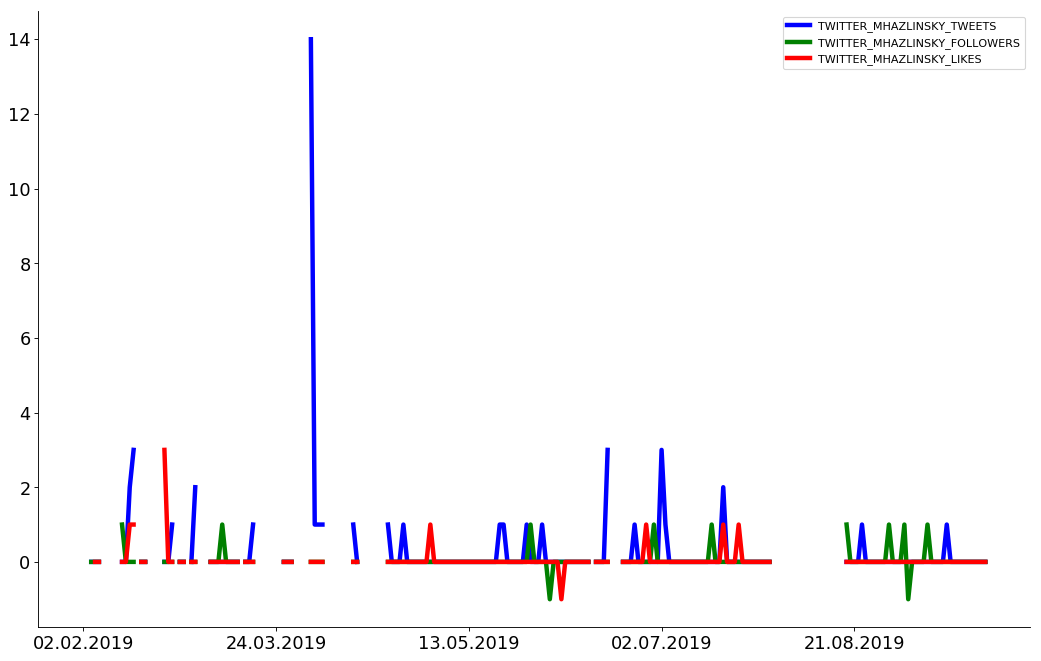 TWITTER_MHAZLINSKY_TWEETS
TWITTER_MHAZLINSKY_FOLLOWERS
TWITTER_MHAZLINSKY_LIKES
14
12
10
8
6
4
2
0
02.02.2019 24.03.2019 13.05.2019 02.07.2019 21.08.2019